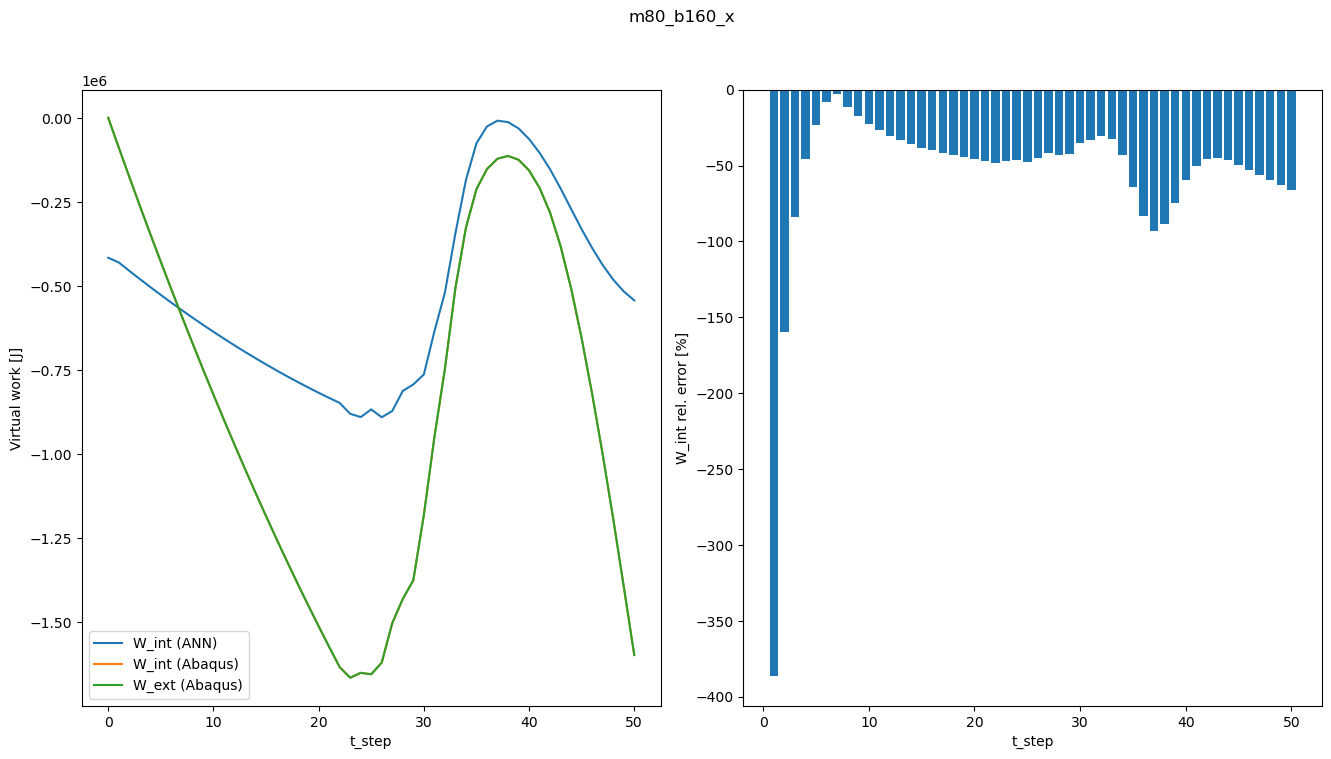 m80_b160_x
1e6
0.00
−0.25
−0.50
−0.75
−1.00
−1.25
−1.50
Virtual work [J]
W_int (ANN)
W_int (Abaqus)
W_ext (Abaqus)
0 10 20 30 40 50
t_step
0
−50
−100
−150
−200
−250
−300
−350
−400
W_int rel. error [%]
0 10 20 30 40 50
t_step